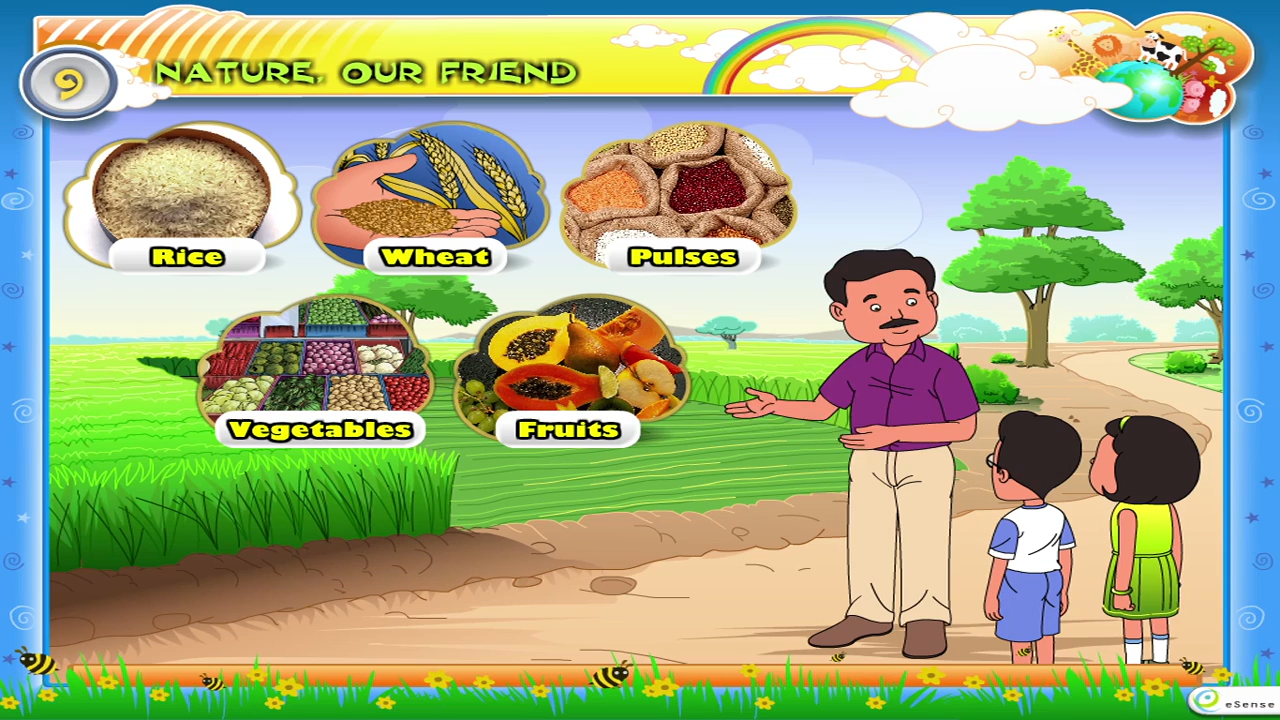 9
NATURE, OUR FRIEND
Rice
Wheat
Pulses
Vegetables
Fruits
eSense